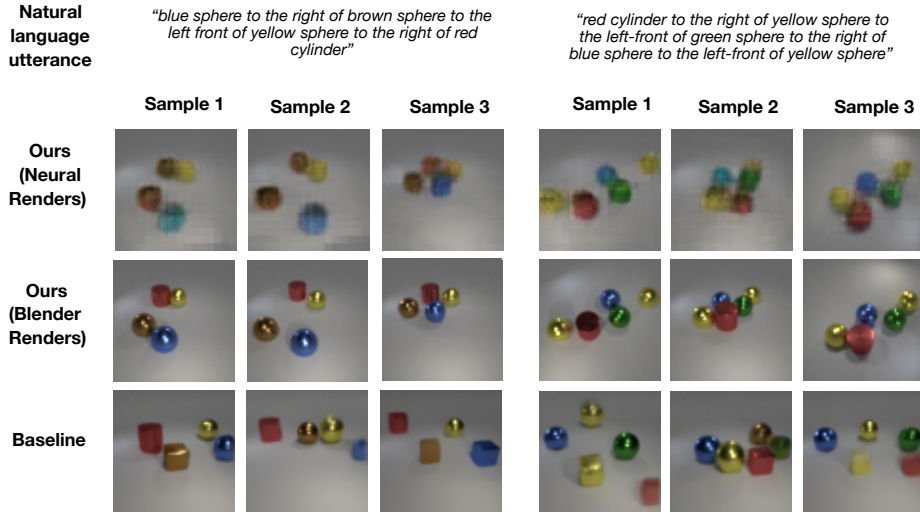 Natural
language
utterance
“blue sphere to the right of brown sphere to the
left front of yellow sphere to the right of red
cylinder”
“red cylinder to the right of yellow sphere to
the left-front of green sphere to the right of
blue sphere to the left-front of yellow sphere”
Sample 1 Sample 2 Sample 3 Sample 1 Sample 2 Sample 3
Ours
(Neural
Renders)
Ours
(Blender
Renders)
Baseline